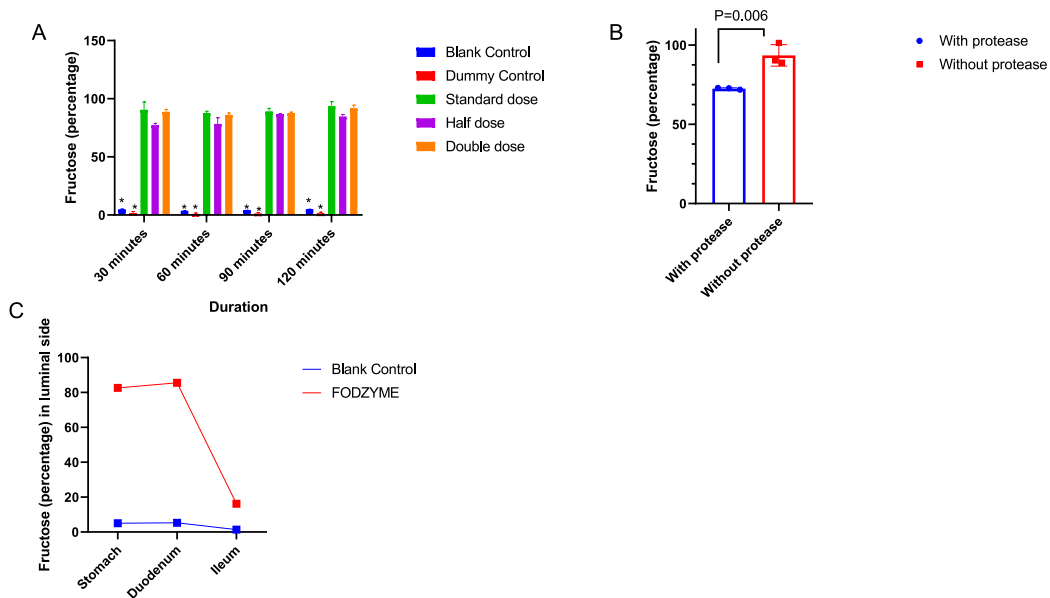 A
Fructose (percentage)
150
100
50
0
* * * * * * * *
30 minutes
60 minutes
90 minutes
120 minutes
Duration
Blank Control
Dummy Control
Standard dose
Half dose
Double dose
B
P=0.006
Fructose (percentage)
100
50
0
With protease
Without protease
With protease
Without protease
C
Fructose (percentage) in luminal side
100
80
60
40
20
0
Stomach
Duodenum
Ileum
Blank Control
FODZYME